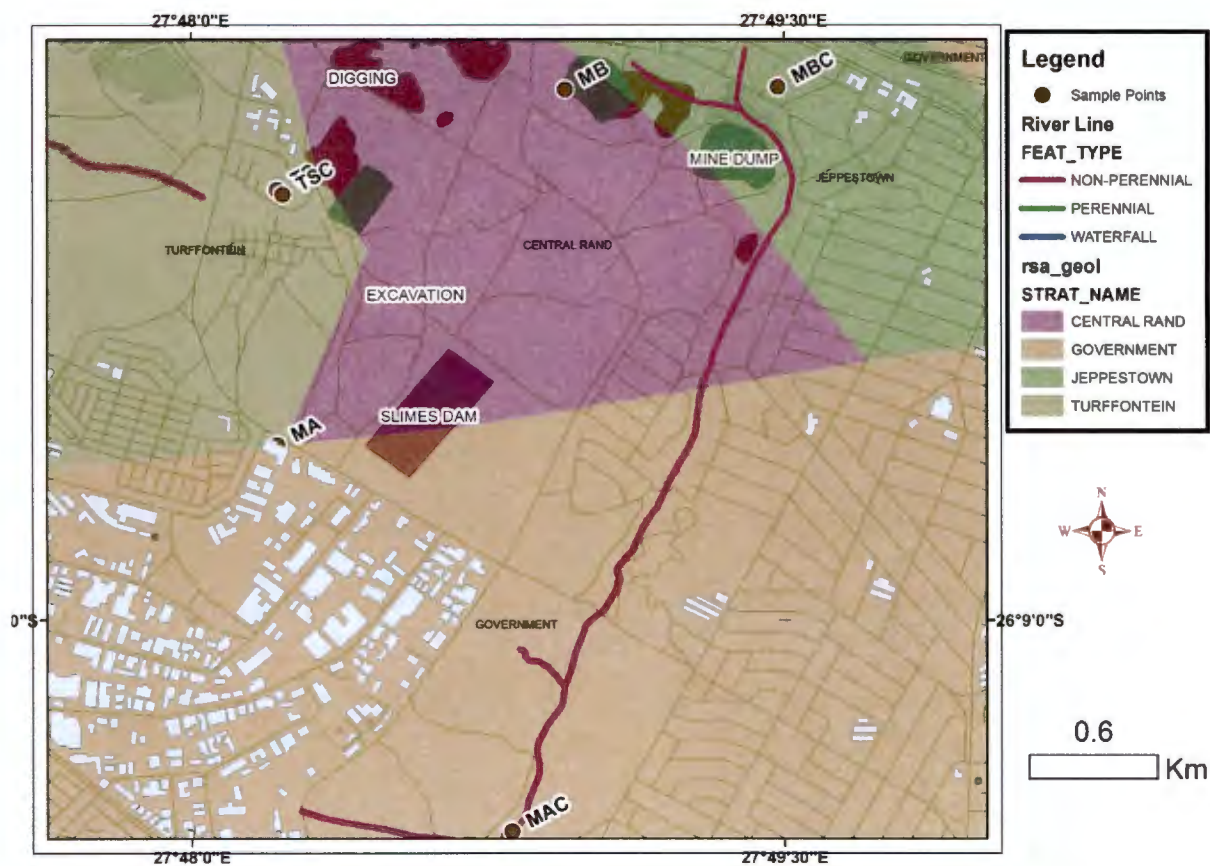 27°48'0"E
27°49'30"E
GOVERNMENT
DIGGING
MB
MBC
TSC
MINE DUMP
JEPPESTOWN
TURFFONTEIN
CENTRAL RAND
EXCAVATION
SLIMES DAM
MA
0"S
GOVERNMENT
26°9'0"S
MAC
27°48'0"E
27°49'30"E
Legend
Sample Points
River Line
FEAT_TYPE
NON-PERENNIAL
PERENNIAL
WATERFALL
rsa_geol
STRAT_NAME
CENTRAL RAND
GOVERNMENT
JEPPESTOWN
TURFFONTEIN
N
W E
S
0.6
Km